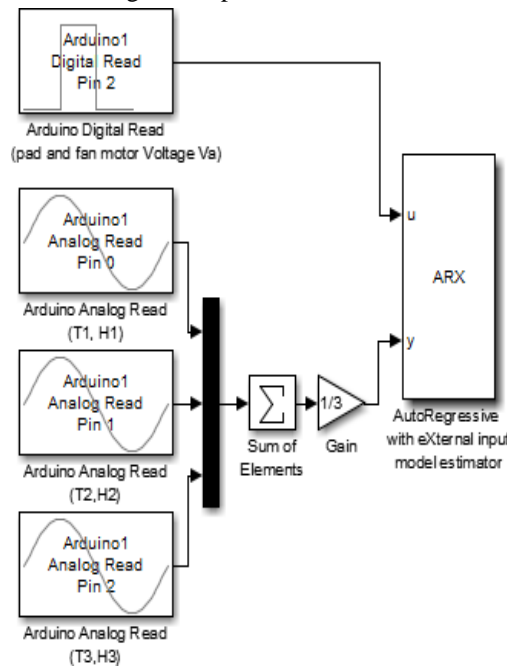 Arduino1
Digital Read
Pin 2
Arduino Digital Read
(pad and fan motor Voltage Va)
Arduino1
Analog Read
Pin 0
Arduino Analog Read
(T1, H1)
Arduino1
Analog Read
Pin 1
Arduino Analog Read
(T2,H2)
Arduino1
Analog Read
Pin 2
Arduino Analog Read
(T3,H3)
Σ
Sum of
Elements
1/3
Gain
u
ARX
y
AutoRegressive
with eXternal input
model estimator